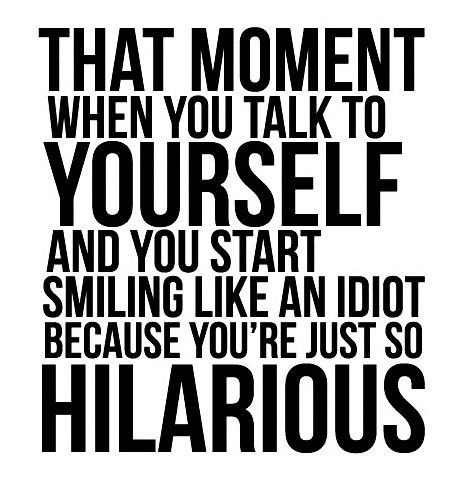 THAT MOMENT
WHEN YOU TALK TO
YOURSELF
AND YOU START
SMILING LIKE AN IDIOT
BECAUSE YOU'RE JUST SO
HILARIOUS